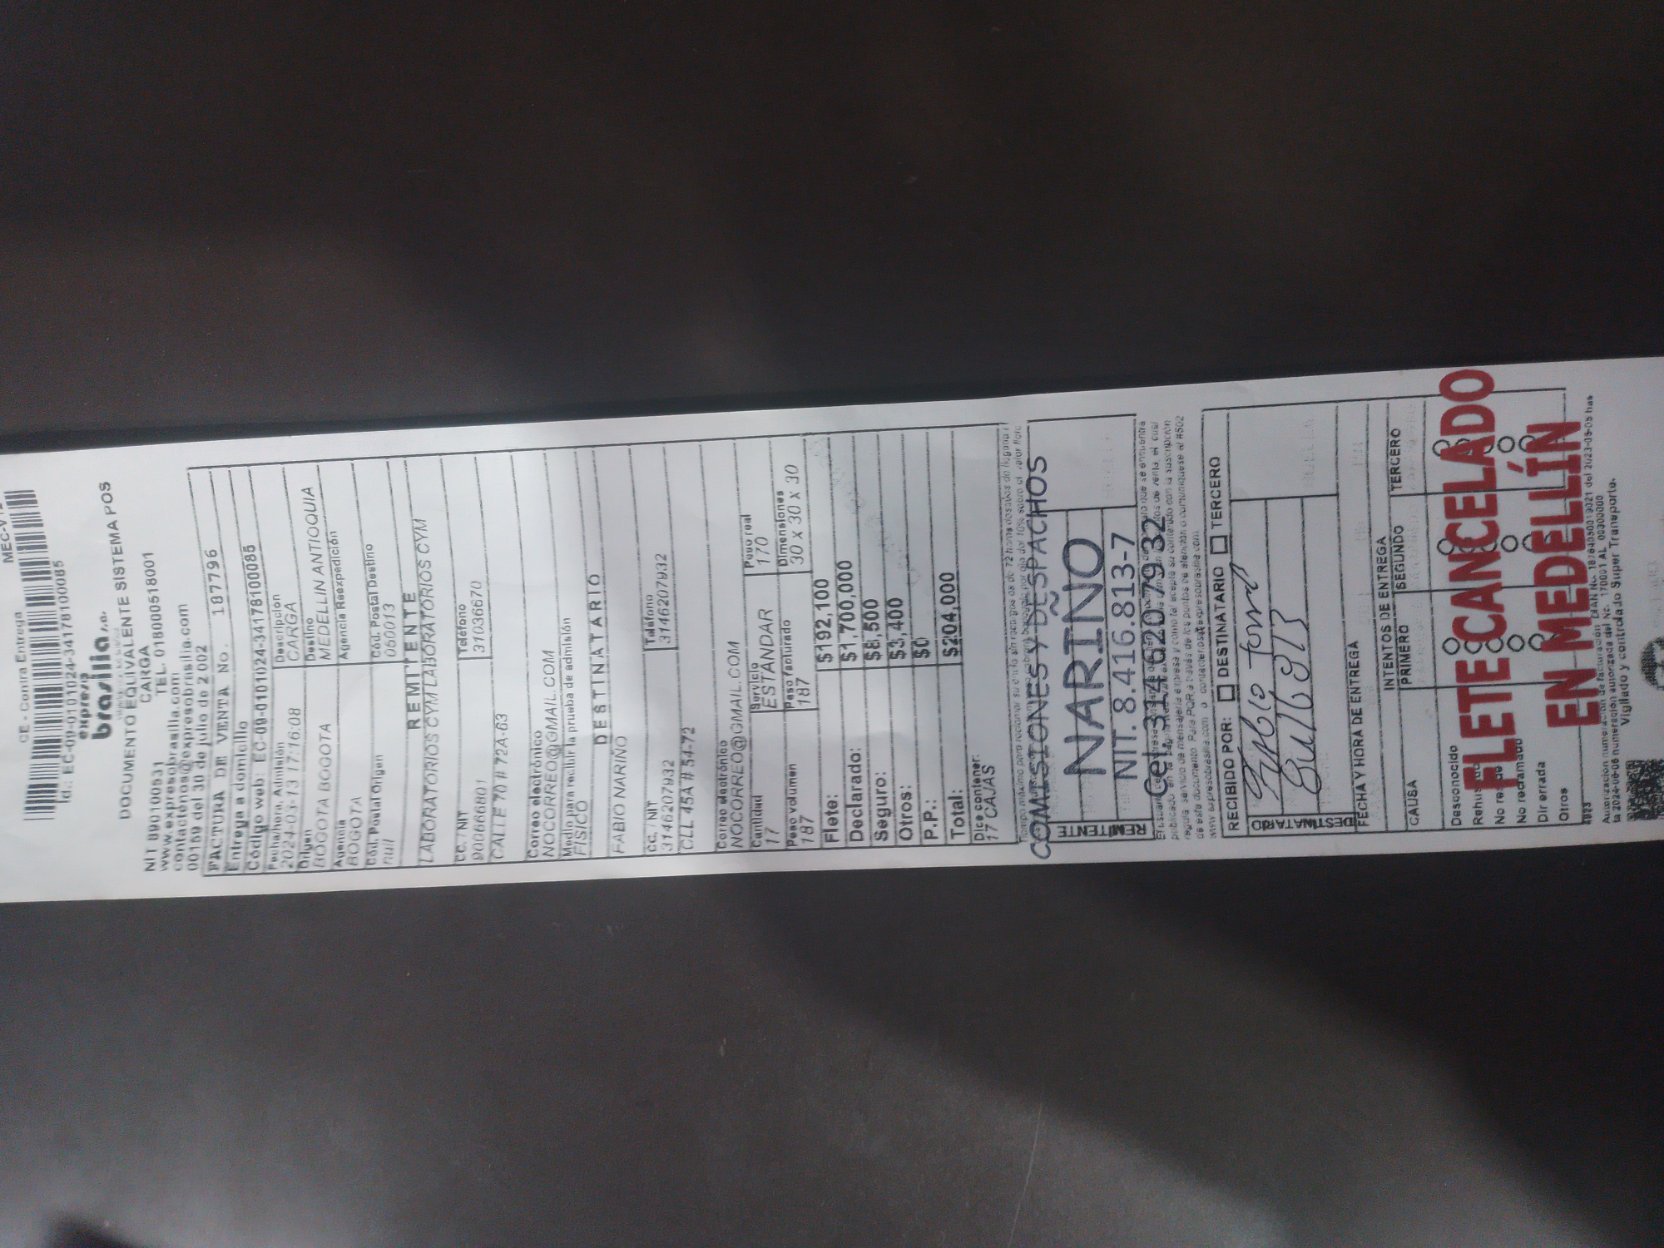 CE - Contra Entrega
Id.: EC-09-0101024-34178100085
expreso
brasilia s.a.
DOCUMENTO EQUIVALENTE SISTEMA POS
CARGA
NIT 890100531 TEL. 018000518001
www.expresobrasilia.com
contactenos@expresobrasilia.com
00169 del 30 de julio de 2.002
FACTURA DE VENTA No. 187796
Entrega a domicilio
Código web: EC-09-0101024-34178100085
Fecha/hora, Admisión Descripción
2024-03-13 17:16:08 CARGA
Origen Destino
BOGOTA BOGOTA MEDELLIN ANTIOQUIA
Agencia Agencia Reexpedición
BOGOTA
Cód. Postal Origen Cód. Postal Destino
null 050013
REMITENTE
LABORATORIOS CYM LABORATORIOS CYM
CC. NIT Teléfono
900666801 31036670
CALLE 70 # 72A-63
Correo electrónico
NOCORREO@GMAIL.COM
Medio para recibir la prueba de admisión
FÍSICO
DESTINATARIO
FABIO NARIÑO
CC. NIT Teléfono
3146207932 3146207932
CLL 45A # 54-72
Correo electrónico
NOCORREO@GMAIL.COM
Cantidad Servicio Peso real
17 ESTÁNDAR 170
Peso volumen Peso facturado Dimensiones
187 187 30 x 30 x 30
Flete: $192,100
Declarado: $1,700,000
Seguro: $8,500
Otros: $3,400
P.P.: $0
Total: $204,000
Dice contener:
17 CAJAS
COMISIONES Y DESPACHOS
NARIÑO
NIT.8.416.813-7
Cel.3146207932
REMITENTE
RECIBIDO POR: DESTINATARIO TERCERO
DESTINATARIO
Fabio
FECHA Y HORA DE ENTREGA
INTENTOS DE ENTREGA
CAUSA PRIMERO SEGUNDO TERCERO
Desconocido
No reclamado
Dir errada
Otros
FLETE CANCELADO
EN MEDELLÍN
Vigilado y controlado Super Transporte.